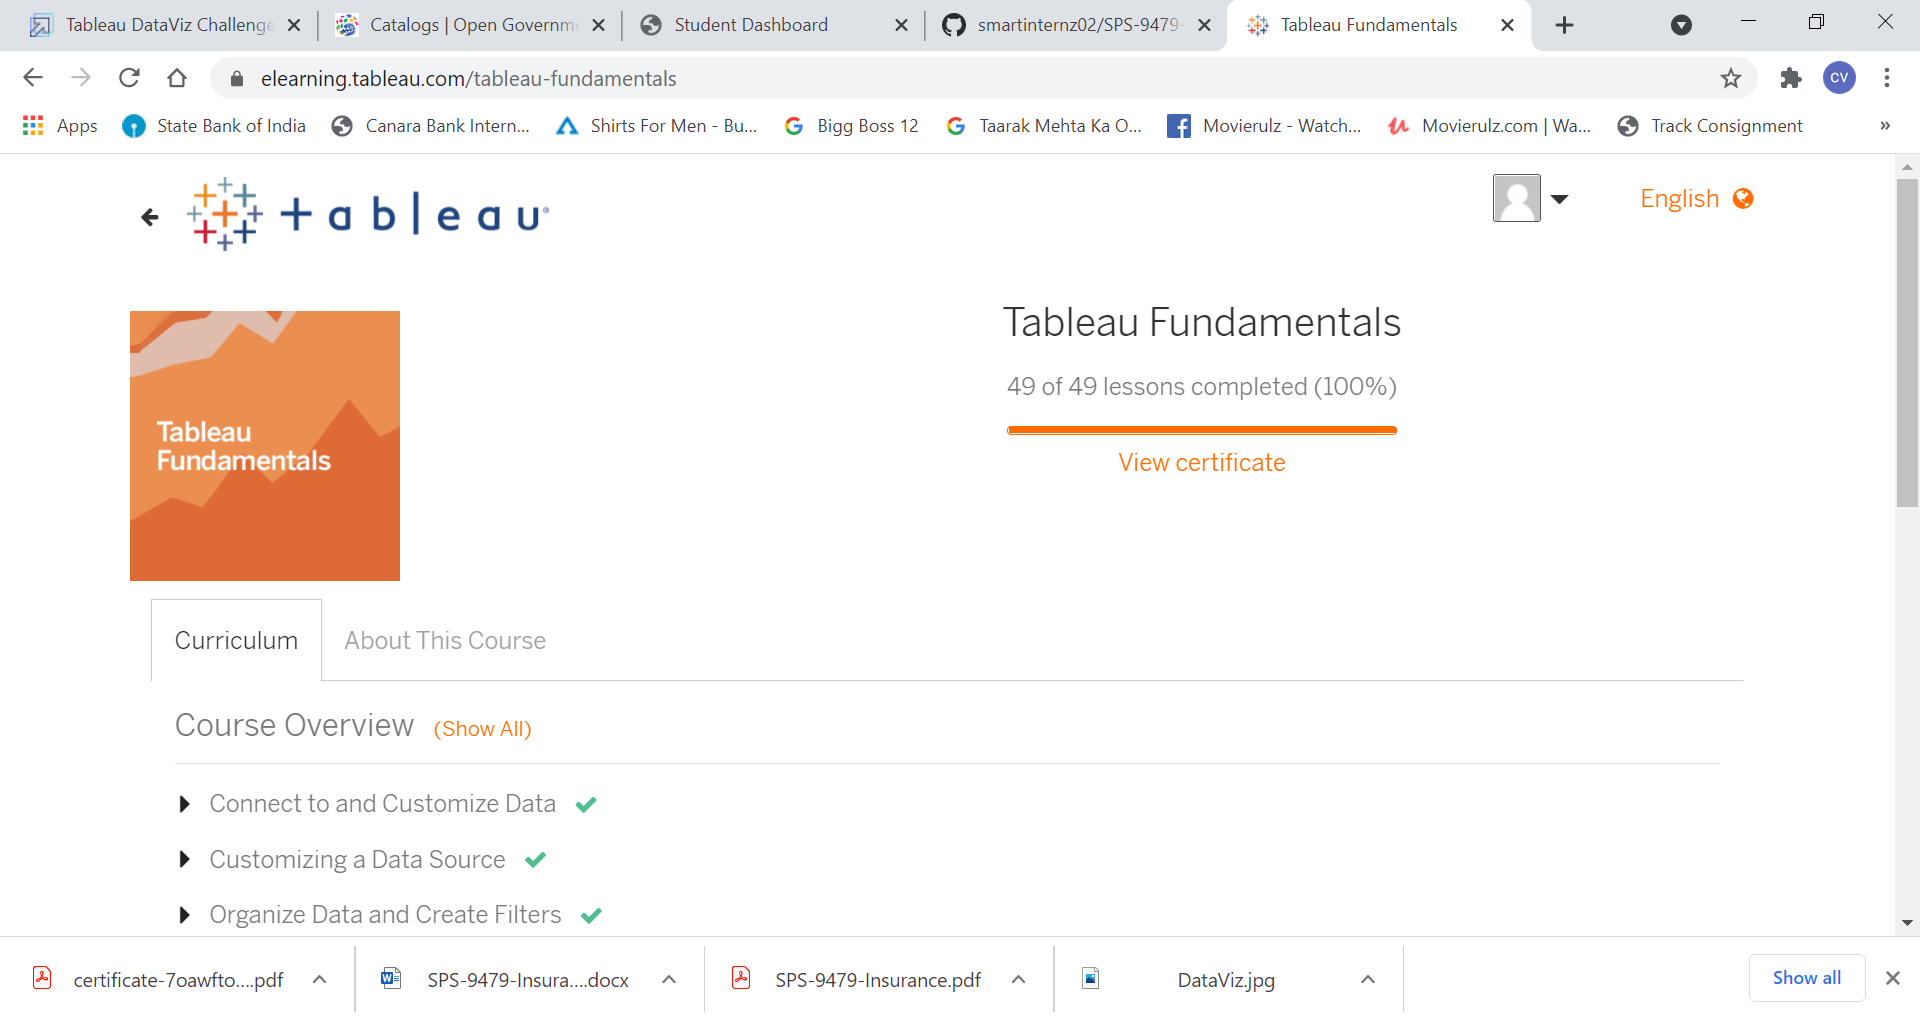 Tableau DataViz Challenge
Catalogs | Open Governm
Student Dashboard
smartinternz02/SPS-9479-
Tableau Fundamentals
elearning.tableau.com/tableau-fundamentals
CV
Apps
State Bank of India
Canara Bank Intern...
Shirts For Men - Bu...
Bigg Boss 12
Taarak Mehta Ka O...
Movierulz - Watch...
Movierulz.com | Wa...
Track Consignment
»
+ableau
English
Tableau
Fundamentals
Tableau Fundamentals
49 of 49 lessons completed (100%)
View certificate
Curriculum
About This Course
Course Overview (Show All)
Connect to and Customize Data
Customizing a Data Source
Organize Data and Create Filters
certificate-7oawfto....pdf
SPS-9479-Insura....docx
SPS-9479-Insurance.pdf
DataViz.jpg
Show all